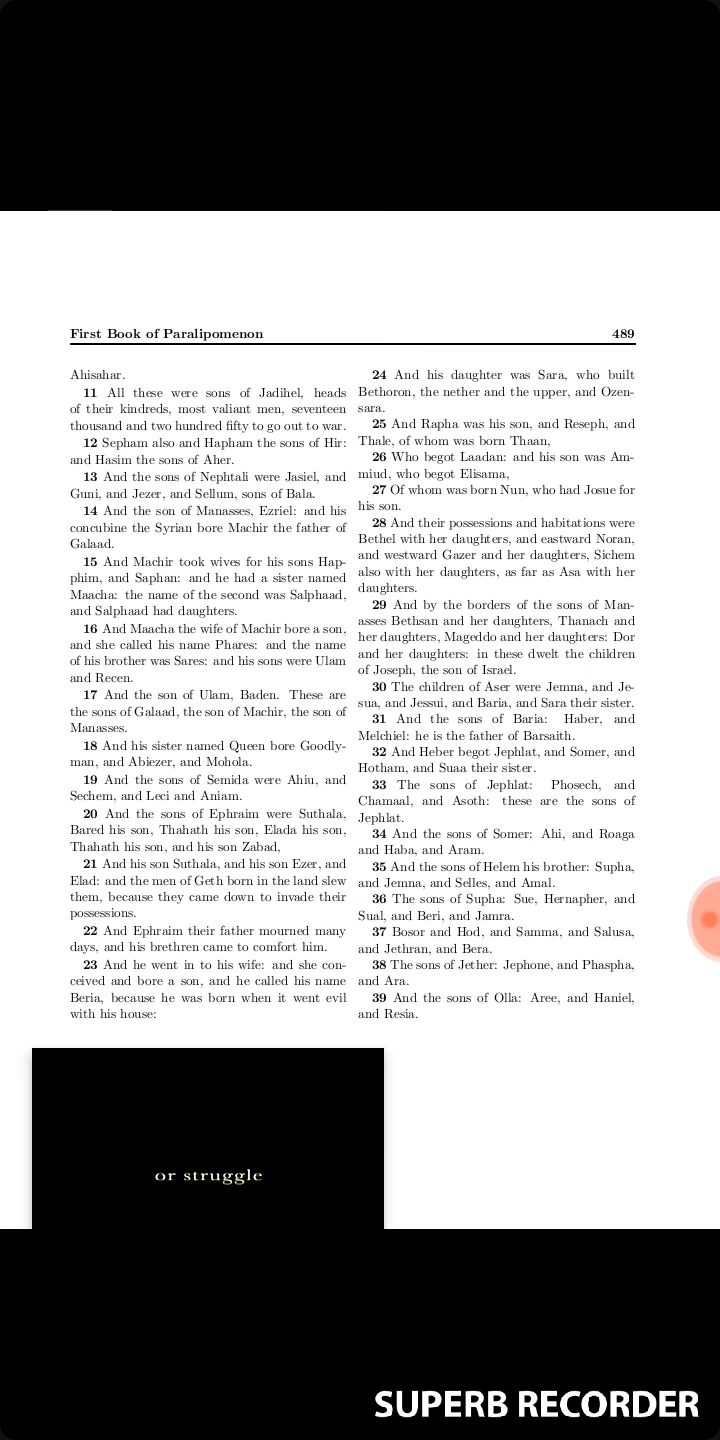 First Book of Paralipomenon 489
Ahisahar.
11 All these were sons of Jadihel, heads
of their kindreds, most valiant men, seventeen
thousand and two hundred fifty to go out to war.
12 Sepham also and Hapham the sons of Hir:
and Hasim the sons of Aher.
13 And the sons of Nephtali were Jasiel, and
Guni, and Jezer, and Sellum, sons of Bala.
14 And the son of Manasses, Ezriel: and his
concubine the Syrian bore Machir the father of
Galaad.
15 And Machir took wives for his sons Hap-
phim, and Saphan: and he had a sister named
Maacha: the name of the second was Salphaad,
and Salphaad had daughters.
16 And Maacha the wife of Machir bore a son,
and she called his name Phares: and the name
of his brother was Sares: and his sons were Ulam
and Recen.
17 And the son of Ulam, Baden. These are
the sons of Galaad, the son of Machir, the son of
Manasses.
18 And his sister named Queen bore Goodly-
man, and Abiezer, and Mohola.
19 And the sons of Semida were Ahiu, and
Sechem, and Leci and Aniam.
20 And the sons of Ephraim were Suthala,
Bared his son, Thahath his son, Elada his son,
Thahath his son, and his son Zabad,
21 And his son Suthala, and his son Ezer, and
Elad: and the men of Geth born in the land slew
them, because they came down to invade their
possessions.
22 And Ephraim their father mourned many
days, and his brethren came to comfort him.
23 And he went in to his wife: and she con-
ceived and bore a son, and he called his name
Beria, because he was born when it went evil
with his house:
24 And his daughter was Sara, who built
Bethoron, the nether and the upper, and Ozen-
sara.
25 And Rapha was his son, and Reseph, and
Thale, of whom was born Thaan,
26 Who begot Laadan: and his son was Am-
miud, who begot Elisama,
27 Of whom was born Nun, who had Josue for
his son.
28 And their possessions and habitations were
Bethel with her daughters, and eastward Noran,
and westward Gazer and her daughters, Sichem
also with her daughters, as far as Asa with her
daughters.
29 And by the borders of the sons of Man-
asses Bethsan and her daughters, Thanach and
her daughters, Mageddo and her daughters: Dor
and her daughters: in these dwelt the children
of Joseph, the son of Israel.
30 The children of Aser were Jemna, and Je-
sua, and Jessui, and Baria, and Sara their sister.
31 And the sons of Baria: Haber, and
Melchiel: he is the father of Barsaith.
32 And Heber begot Jephlat, and Somer, and
Hotham, and Suaa their sister.
33 The sons of Jephlat: Phosech, and
Chamaal, and Asoth: these are the sons of
Jephlat.
34 And the sons of Somer: Ahi, and Roaga
and Haba, and Aram.
35 And the sons of Helem his brother: Supha,
and Jemna, and Selles, and Amal.
36 The sons of Supha: Sue, Hernapher, and
Sual, and Beri, and Jamra.
37 Bosor and Hod, and Samma, and Salusa,
and Jethran, and Bera.
38 The sons of Jether: Jephone, and Phaspha,
and Ara.
39 And the sons of Olla: Aree, and Haniel,
and Resia.
or struggle
SUPERB RECORDER